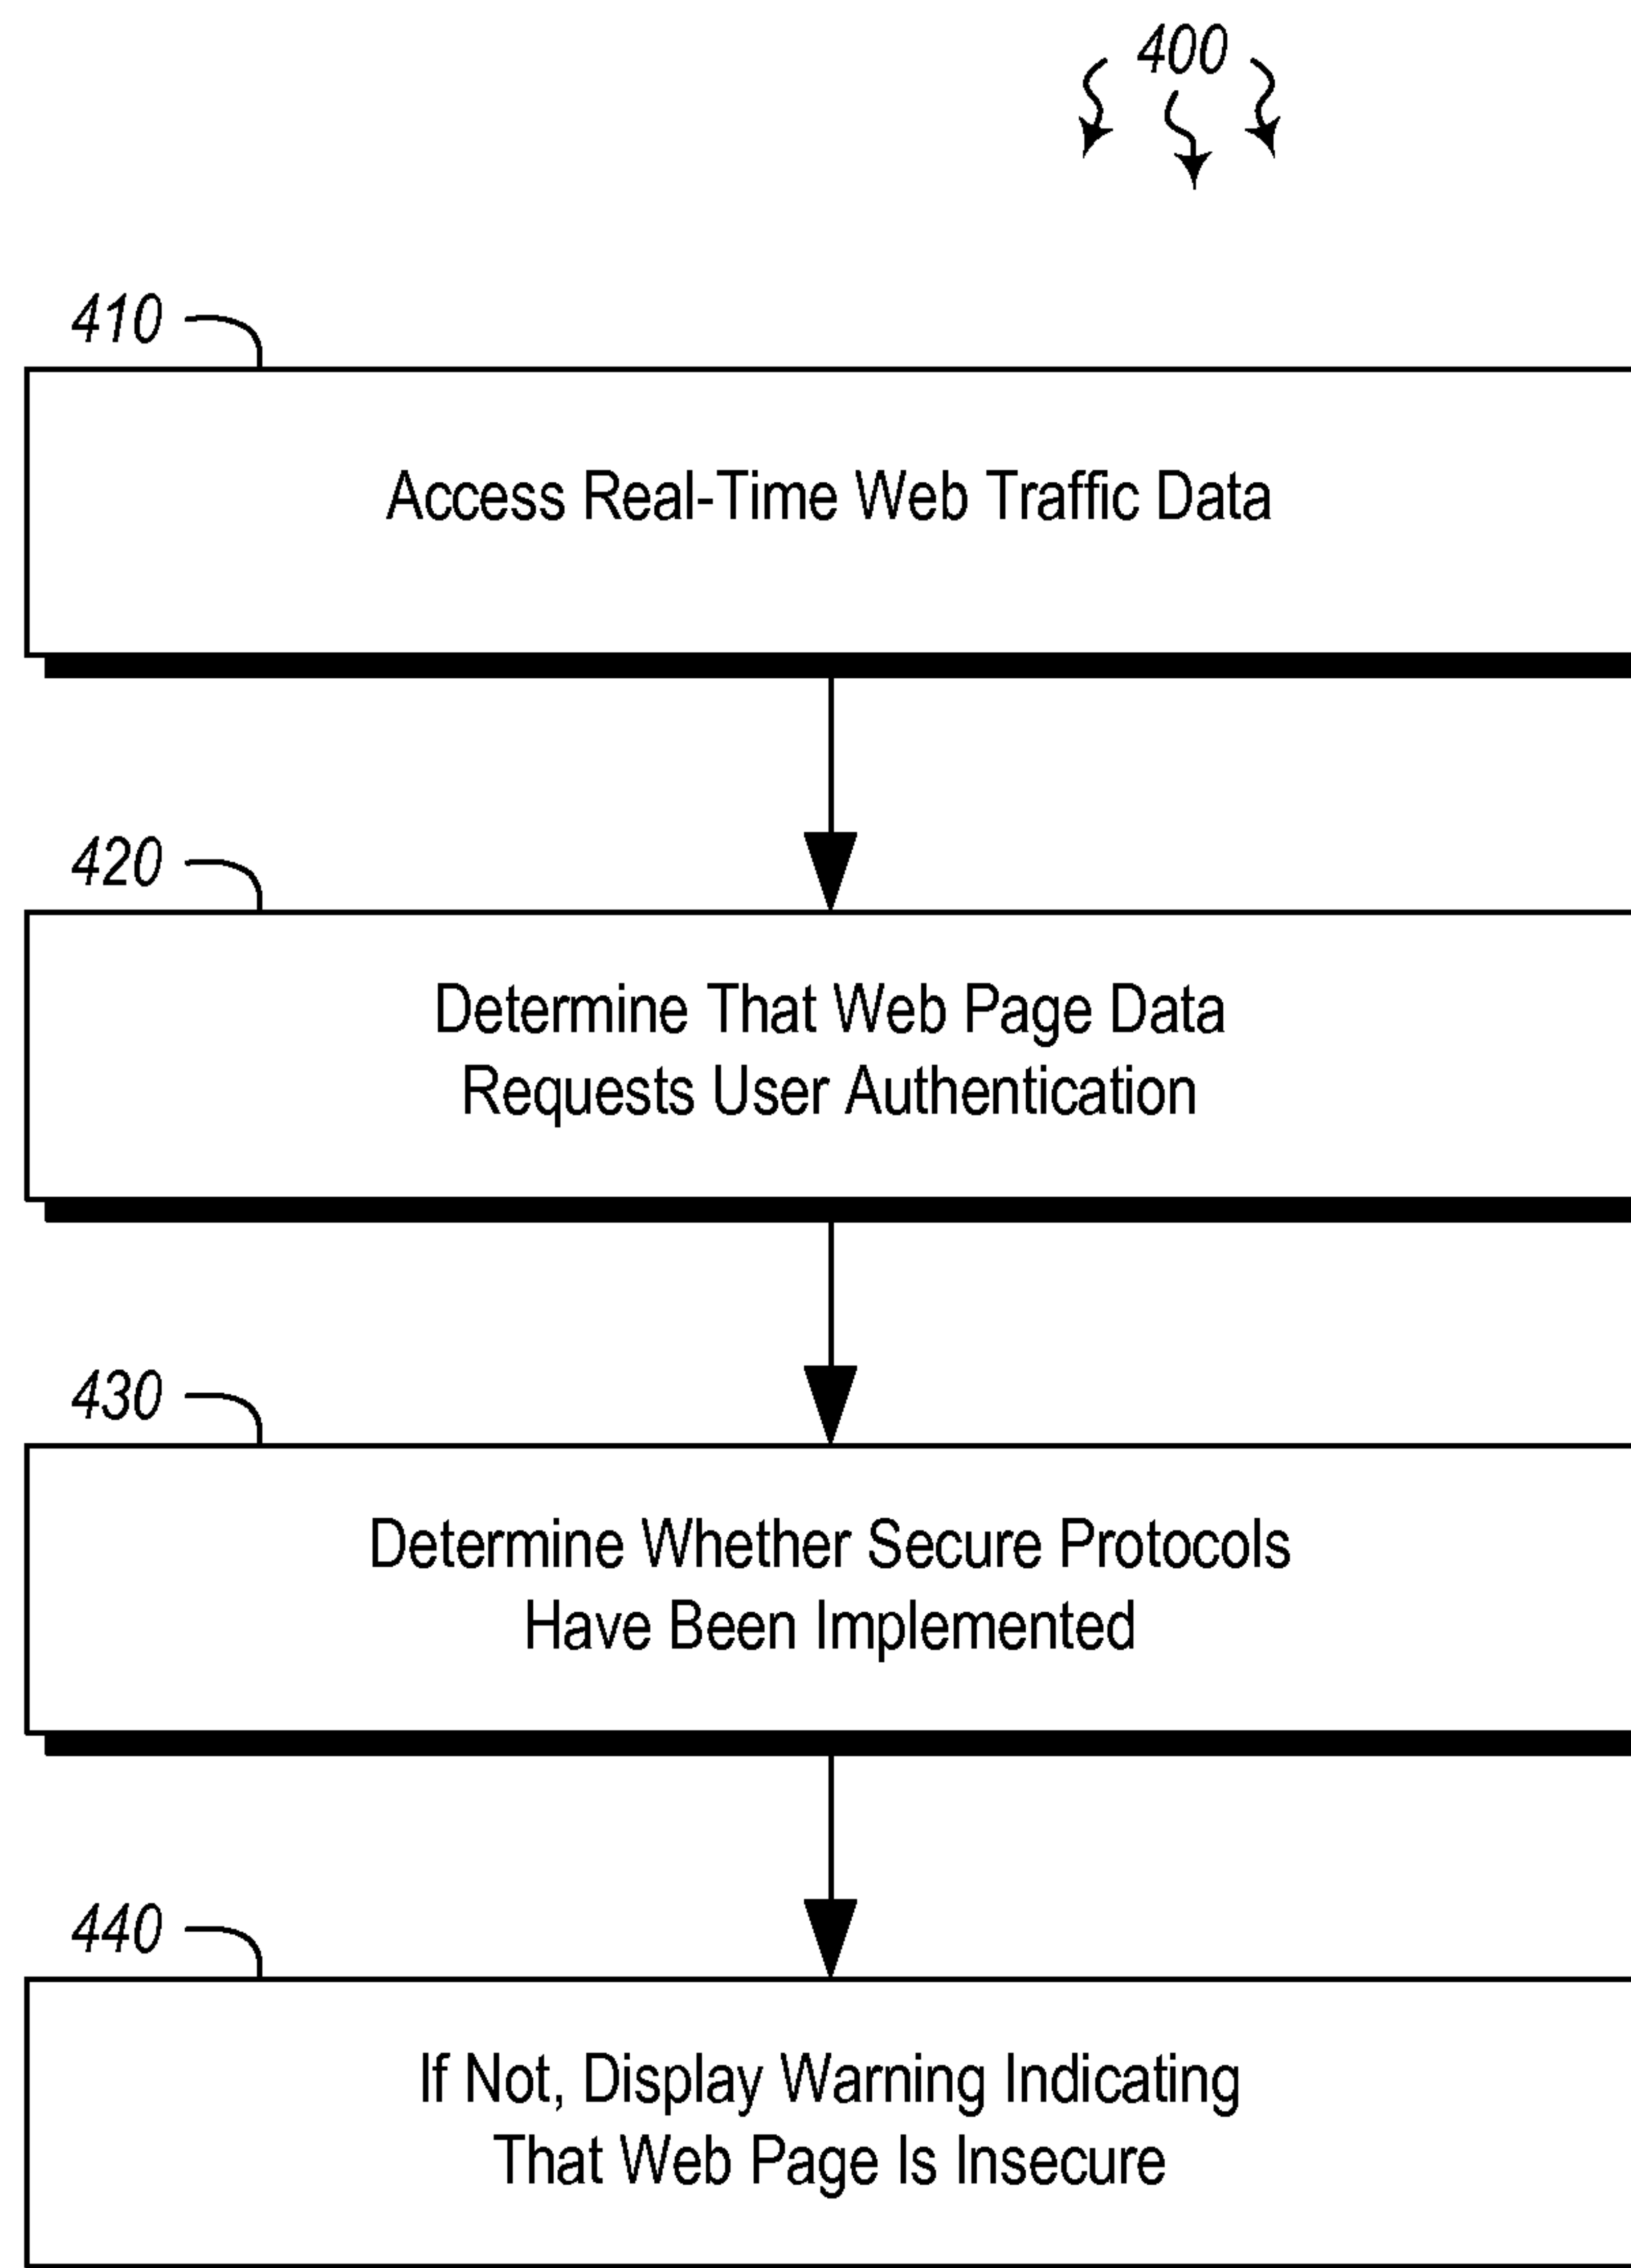 400
410
Access Real-Time Web Traffic Data
420
Determine That Web Page Data
Requests User Authentication
430
Determine Whether Secure Protocols
Have Been Implemented
440
If Not, Display Warning Indicating
That Web Page Is Insecure